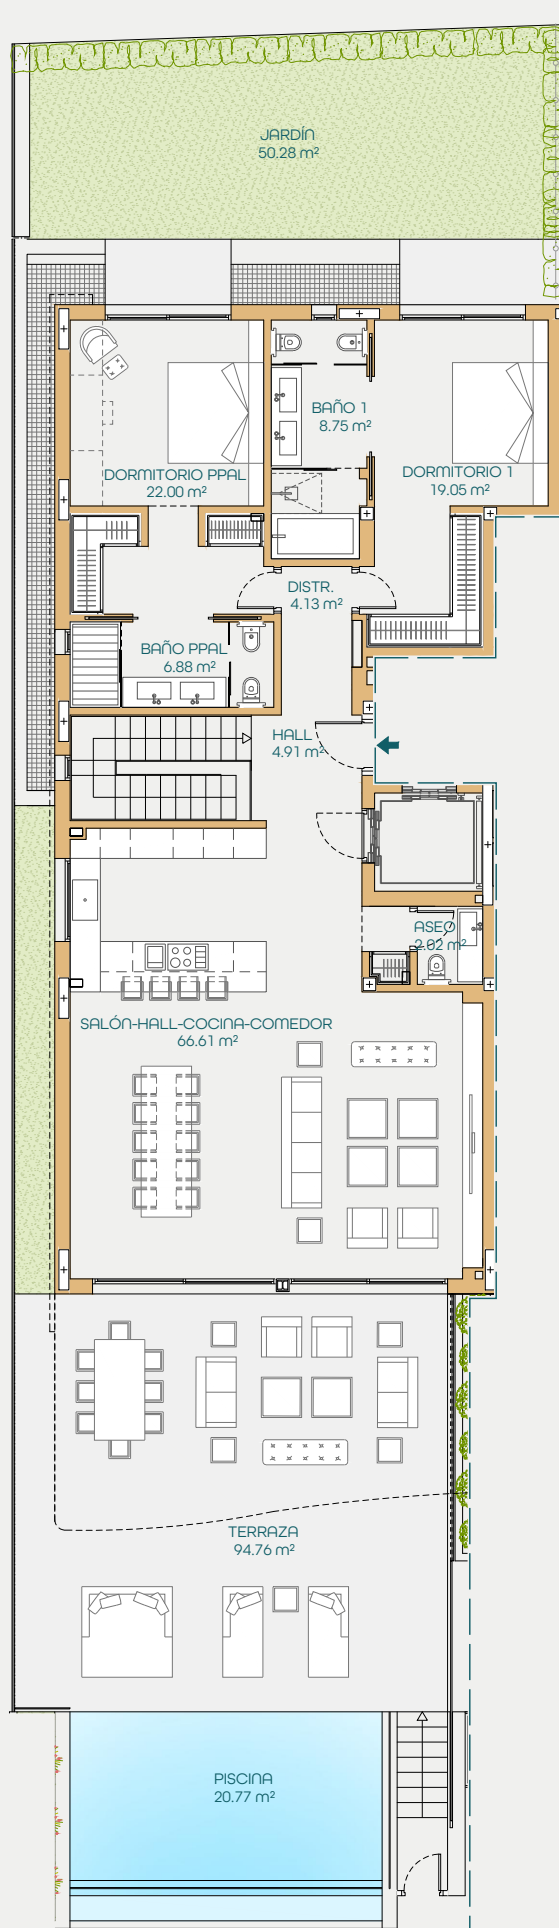 JARDÍN
50.28 m²
BAÑO 1
8.75 m²
DORMITORIO PPAL
22.00 m²
DORMITORIO 1
19.05 m²
DISTR.
4.13 m²
BAÑO PPAL
6.88 m²
HALL
4.91 m²
ASEO
2.02 m²
SALÓN-HALL-COCINA-COMEDOR
66.61 m²
TERRAZA
94.76 m²
PISCINA
20.77 m²